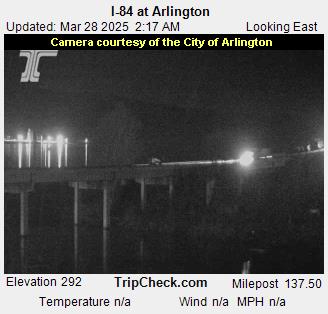 I-84 at Arlington
Updated: Mar 28 2025 2:17 AM Looking East
Camera courtesy of the City of Arlington
Elevation 292 TripCheck.com Milepost 137.50
Temperature n/a Wind n/a MPH n/a